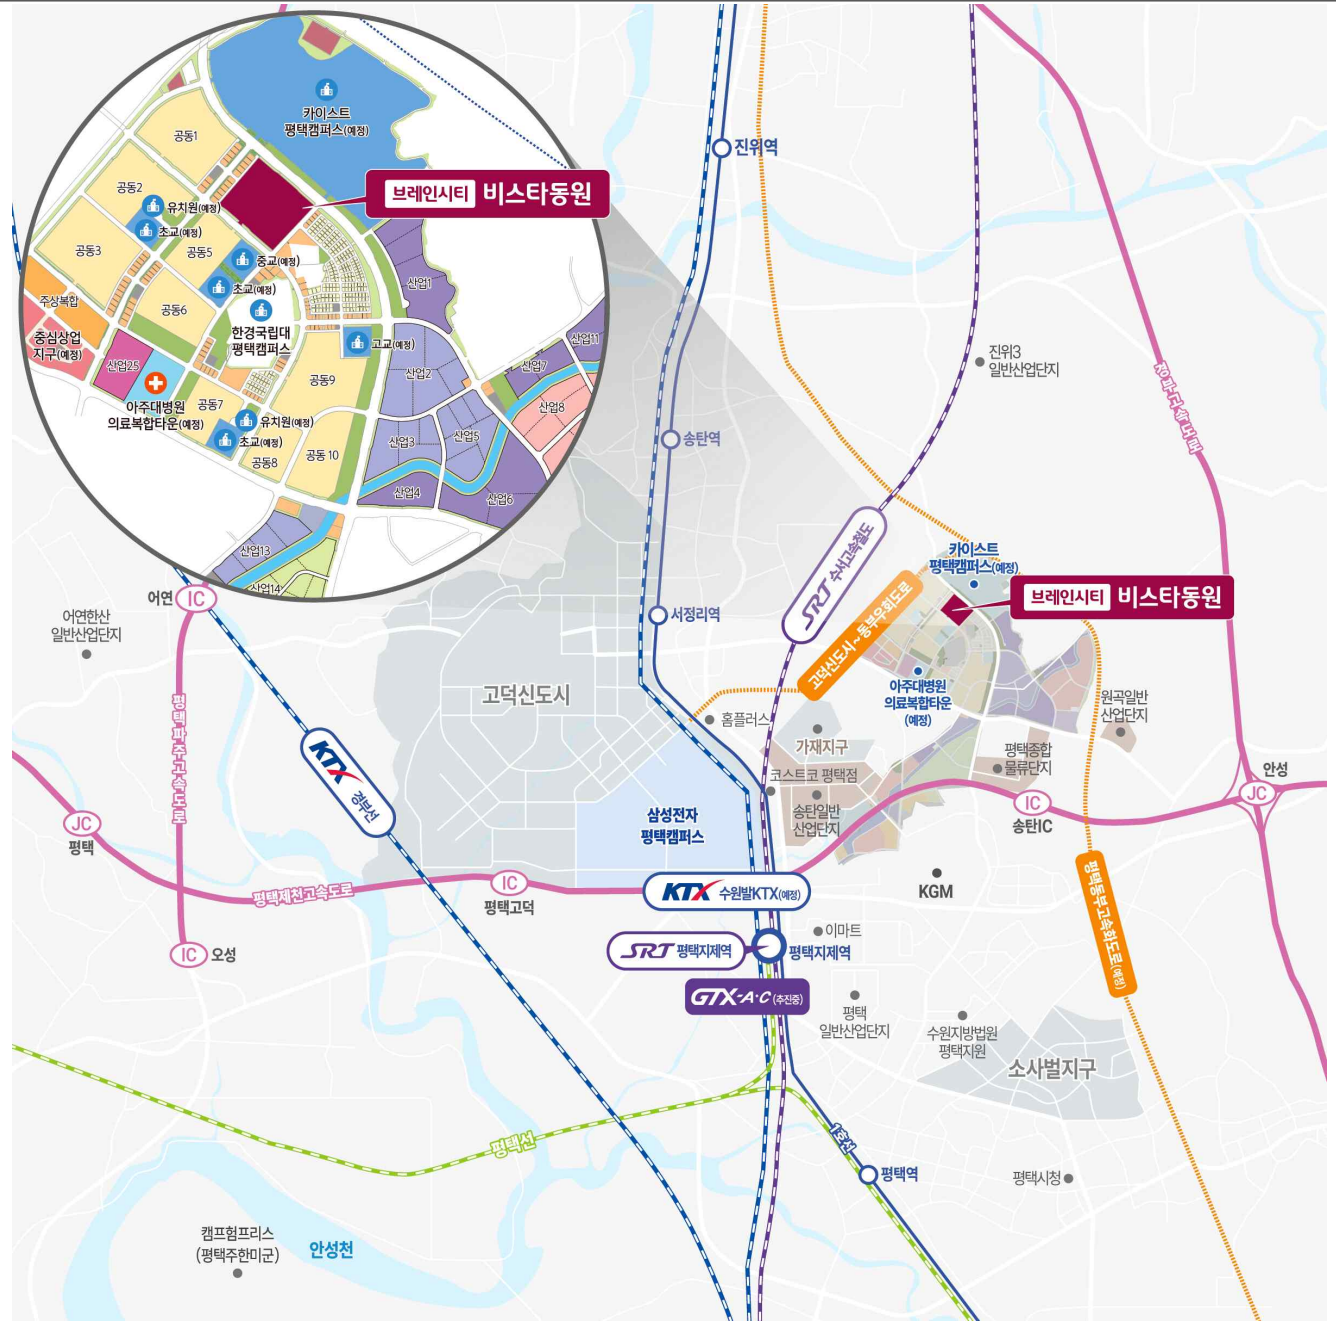 카이스트
평택캠퍼스(예정)
공동1
공동2
유치원(예정)
초교(예정)
공동3
공동5
중교(예정)
초교(예정)
브레인시티 비스타동원
산업1
주상복합
공동6
한경국립대
평택캠퍼스
중심상업
지구(예정)
산업25
고교(예정)
산업2
산업11
산업7
공동9
산업8
아주대병원
의료복합타운(예정)
공동7
유치원(예정)
초교(예정)
공동8
공동 10
산업3
산업5
산업4
산업6
산업13
산업14
진위역
진위3
일반산업단지
송탄역
SRT 수서고속철도
카이스트
평택캠퍼스(예정)
브레인시티 비스타동원
어연 IC
어연한산
일반산업단지
서정리역
고덕신도시~동부우회도로
아주대병원
의료복합타운
(예정)
원곡일반
산업단지
고덕신도시
홈플러스
가재지구
평택종합
물류단지
평택파주고속도로
KTX 경부선
코스트코 평택점
송탄일반
산업단지
삼성전자
평택캠퍼스
안성
JC
IC
송탄IC
JC
평택
평택제천고속도로
IC
평택고덕
KTX 수원발KTX(예정)
KGM
평택동부고속화도로(예정)
IC 오성
SRT 평택지제역
평택지제역
이마트
GTX-A·C(추진중)
평택
일반산업단지
수원지방법원
평택지원
소사벌지구
평택선
1호선
평택역
평택시청
캠프험프리스
(평택주한미군)
안성천